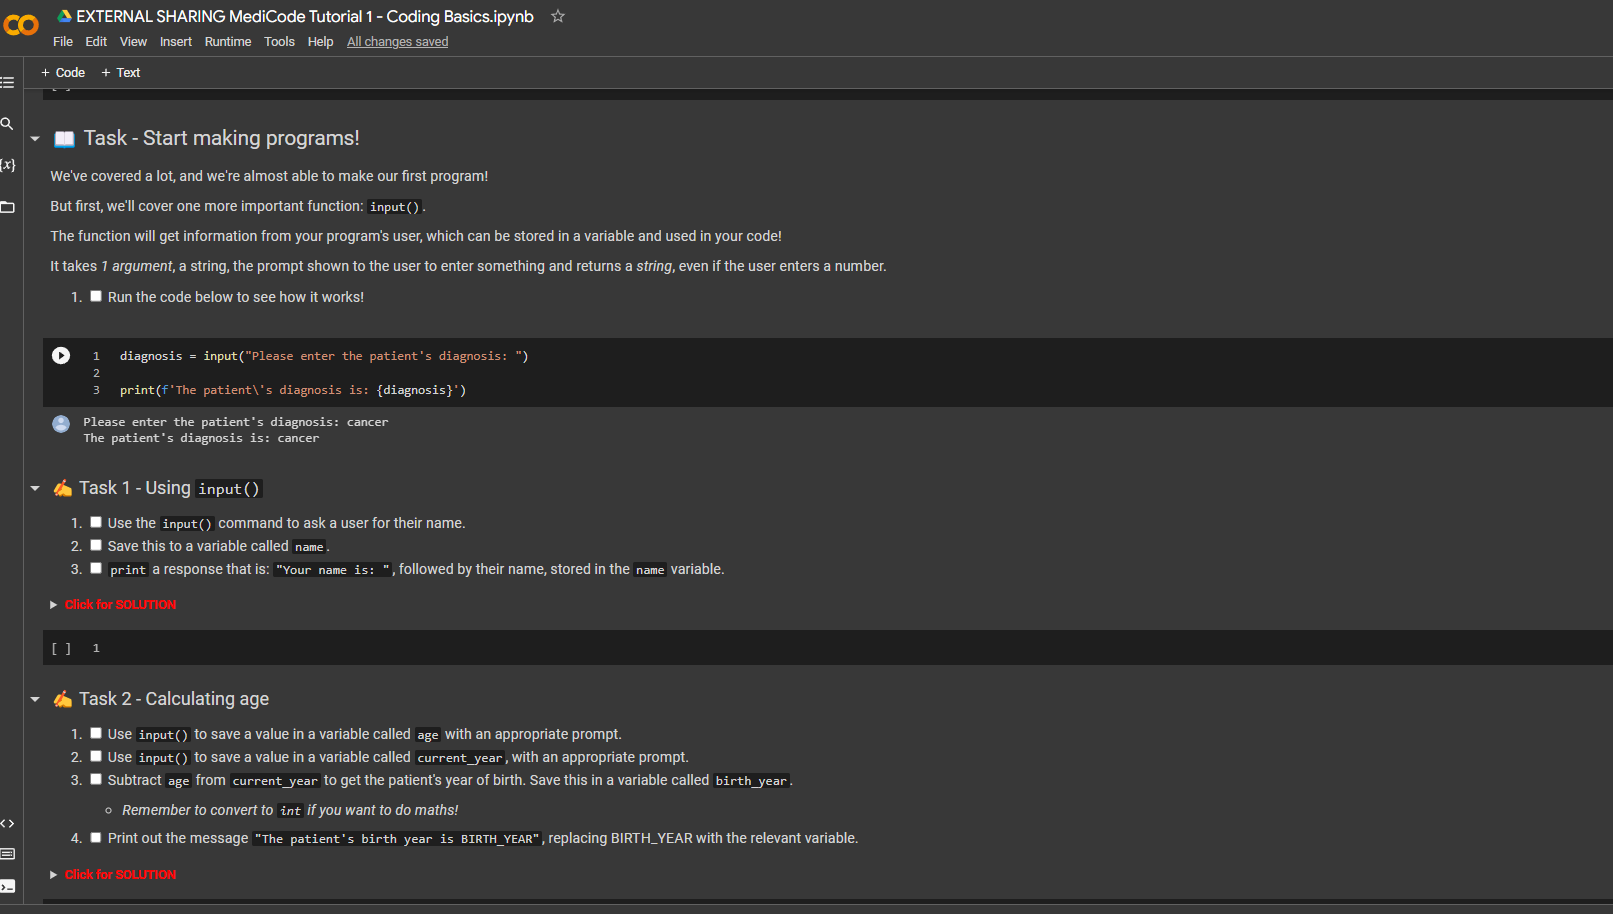 EXTERNAL SHARING MediCode Tutorial 1 - Coding Basics.ipynb
File Edit View Insert Runtime Tools Help All changes saved
+ Code + Text
Task - Start making programs!
{x}
We've covered a lot, and we're almost able to make our first program!
But first, we'll cover one more important function: input().
The function will get information from your program's user, which can be stored in a variable and used in your code!
It takes 1 argument, a string, the prompt shown to the user to enter something and returns a string, even if the user enters a number.
1. Run the code below to see how it works!
1 diagnosis = input("Please enter the patient's diagnosis: ")
2
3 print(f'The patient\'s diagnosis is: {diagnosis}')
Please enter the patient's diagnosis: cancer
The patient's diagnosis is: cancer
Task 1 - Using input()
1. Use the input() command to ask a user for their name.
2. Save this to a variable called name.
3. print a response that is: "Your name is: ", followed by their name, stored in the name variable.
Click for SOLUTION
[ ] 1
Task 2 - Calculating age
1. Use input() to save a value in a variable called age with an appropriate prompt.
2. Use input() to save a value in a variable called current_year, with an appropriate prompt.
3. Subtract age from current_year to get the patient's year of birth. Save this in a variable called birth_year.
Remember to convert to int if you want to do maths!
4. Print out the message "The patient's birth year is BIRTH_YEAR", replacing BIRTH_YEAR with the relevant variable.
Click for SOLUTION